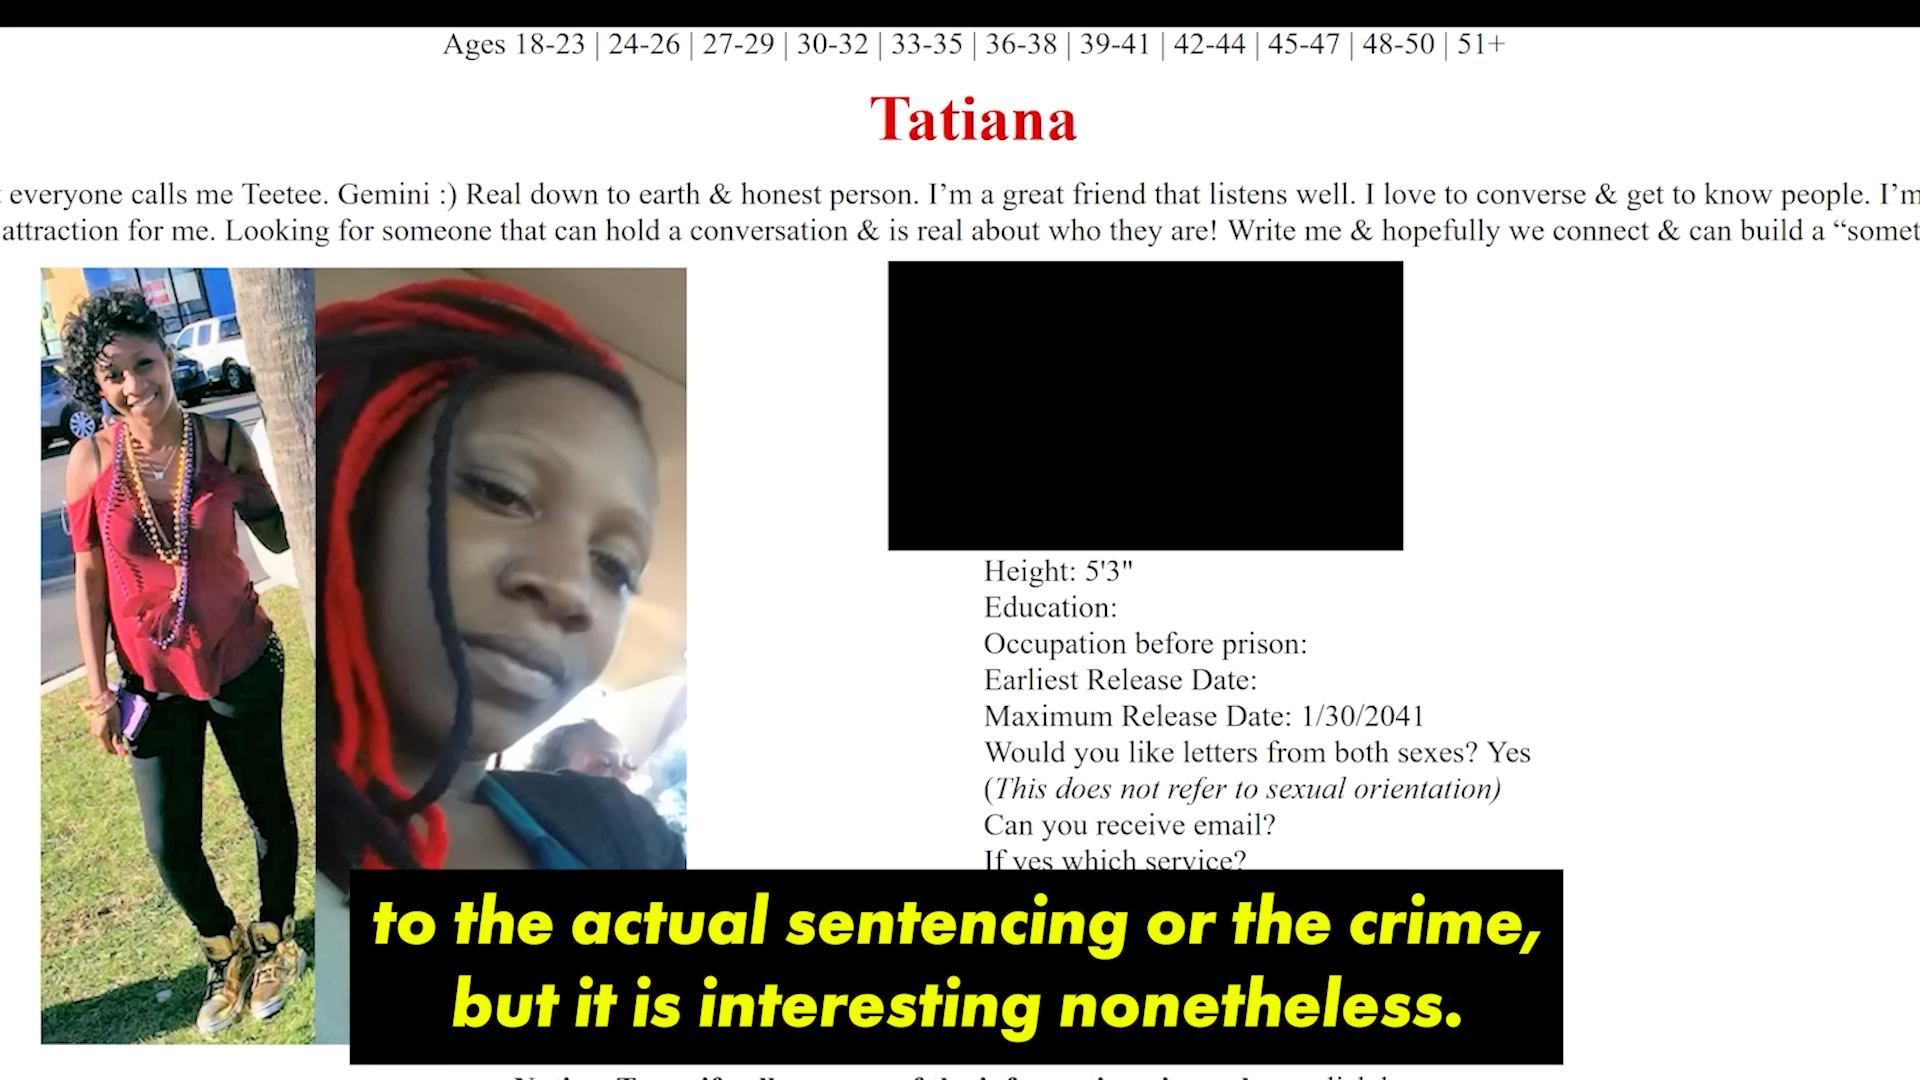 Ages 18-23 | 24-26 | 27-29 | 30-32 | 33-35 | 36-38 | 39-41 | 42-44 | 45-47 | 48-50 | 51+
Tatiana
everyone calls me Teetee. Gemini :) Real down to earth & honest person. I'm a great friend that listens well. I love to converse & get to know people. I'm
attraction for me. Looking for someone that can hold a conversation & is real about who they are! Write me & hopefully we connect & can build a “somet
Height: 5'3"
Education:
Occupation before prison:
Earliest Release Date:
Maximum Release Date: 1/30/2041
Would you like letters from both sexes? Yes
(This does not refer to sexual orientation)
Can you receive email?
If yes which service?
to the actual sentencing or the crime,
but it is interesting nonetheless.